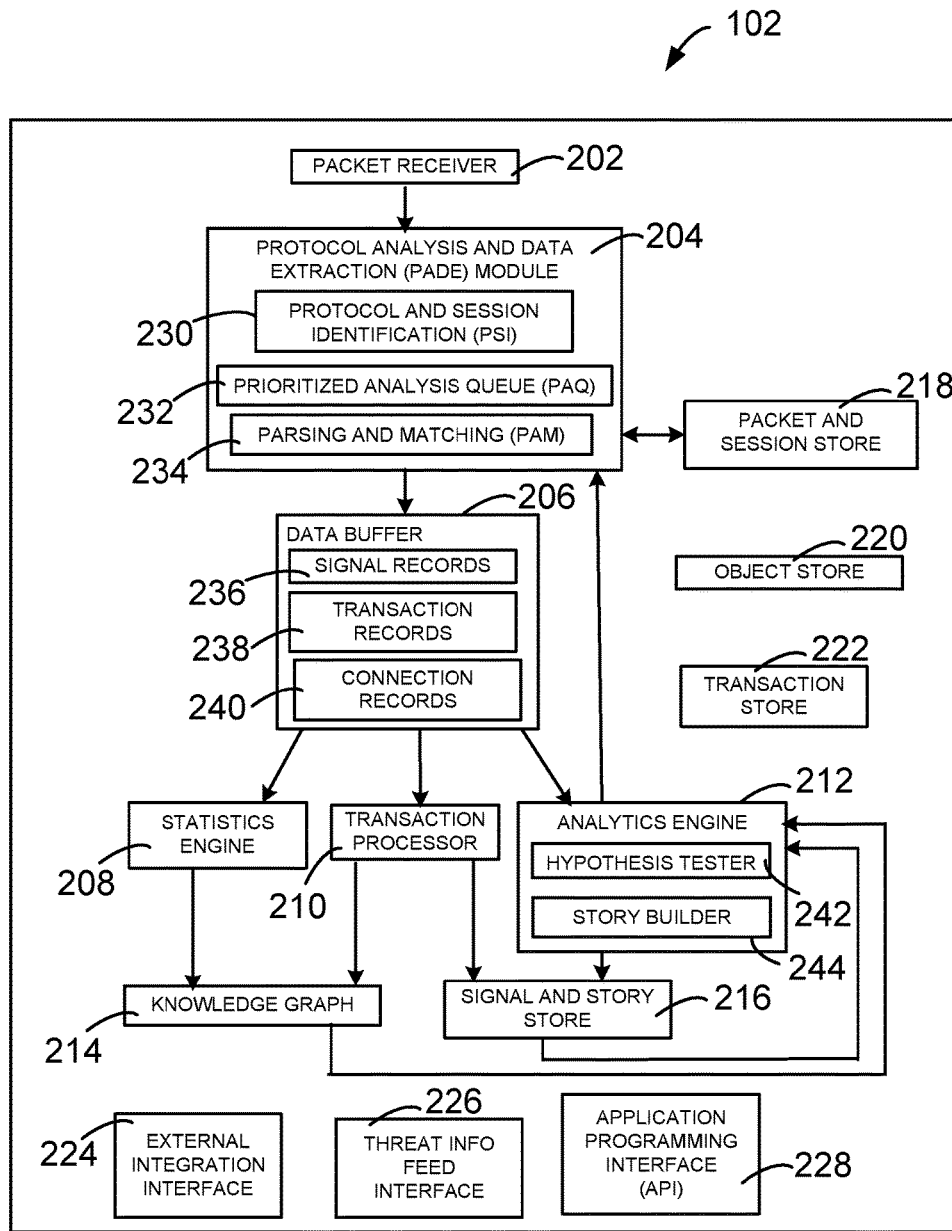 102
PACKET RECEIVER
202
PROTOCOL ANALYSIS AND DATA
EXTRACTION (PADE) MODULE
204
PROTOCOL AND SESSION
IDENTIFICATION (PSI)
230
PRIORITIZED ANALYSIS QUEUE (PAQ)
232
PARSING AND MATCHING (PAM)
234
218
PACKET AND
SESSION STORE
206
DATA BUFFER
SIGNAL RECORDS
236
TRANSACTION
RECORDS
238
CONNECTION
RECORDS
240
220
OBJECT STORE
222
TRANSACTION
STORE
STATISTICS
ENGINE
208
TRANSACTION
PROCESSOR
210
212
ANALYTICS ENGINE
HYPOTHESIS TESTER
242
STORY BUILDER
244
KNOWLEDGE GRAPH
214
SIGNAL AND STORY
STORE
216
224
EXTERNAL
INTEGRATION
INTERFACE
226
THREAT INFO
FEED
INTERFACE
APPLICATION
PROGRAMMING
INTERFACE
(API)
228